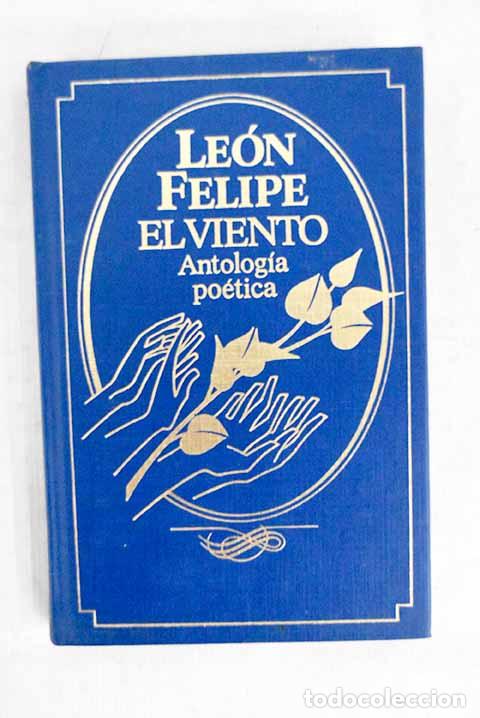 LEÓN
FELIPE
EL VIENTO
Antología
poética
todocoleccion